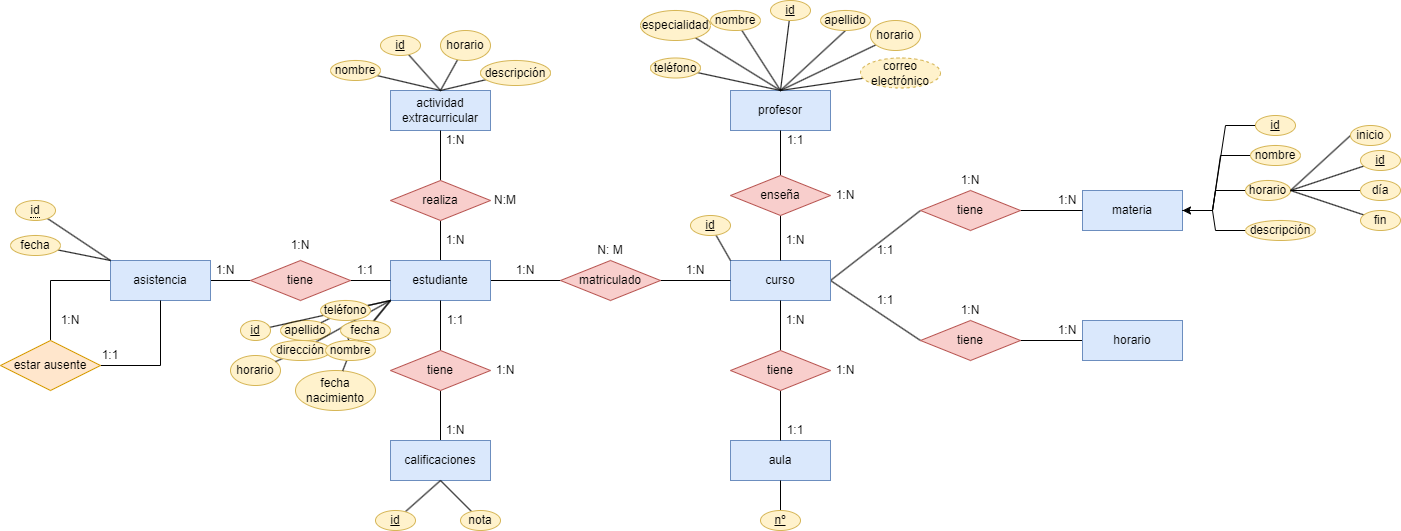 id
especialidad
nombre
apellido
horario
teléfono
correo
electrónico
id
horario
nombre
descripción
actividad
extracurricular
profesor
1:N
1:1
realiza
N:M
enseña
1:N
1:N
1:N
id
nombre
horario
descripción
inicio
id
día
fin
1:N
tiene
1:N
materia
1:1
id
fecha
asistencia
1:N
1:N
tiene
1:1
estudiante
1:N
N: M
matriculado
1:N
id
curso
1:1
1:N
tiene
1:N
horario
1:N
estar ausente
1:1
teléfono
id
apellido
fecha
dirección
nombre
horario
fecha
nacimiento
1:1
tiene
1:N
1:N
calificaciones
id
nota
1:N
tiene
1:N
1:1
aula
nº